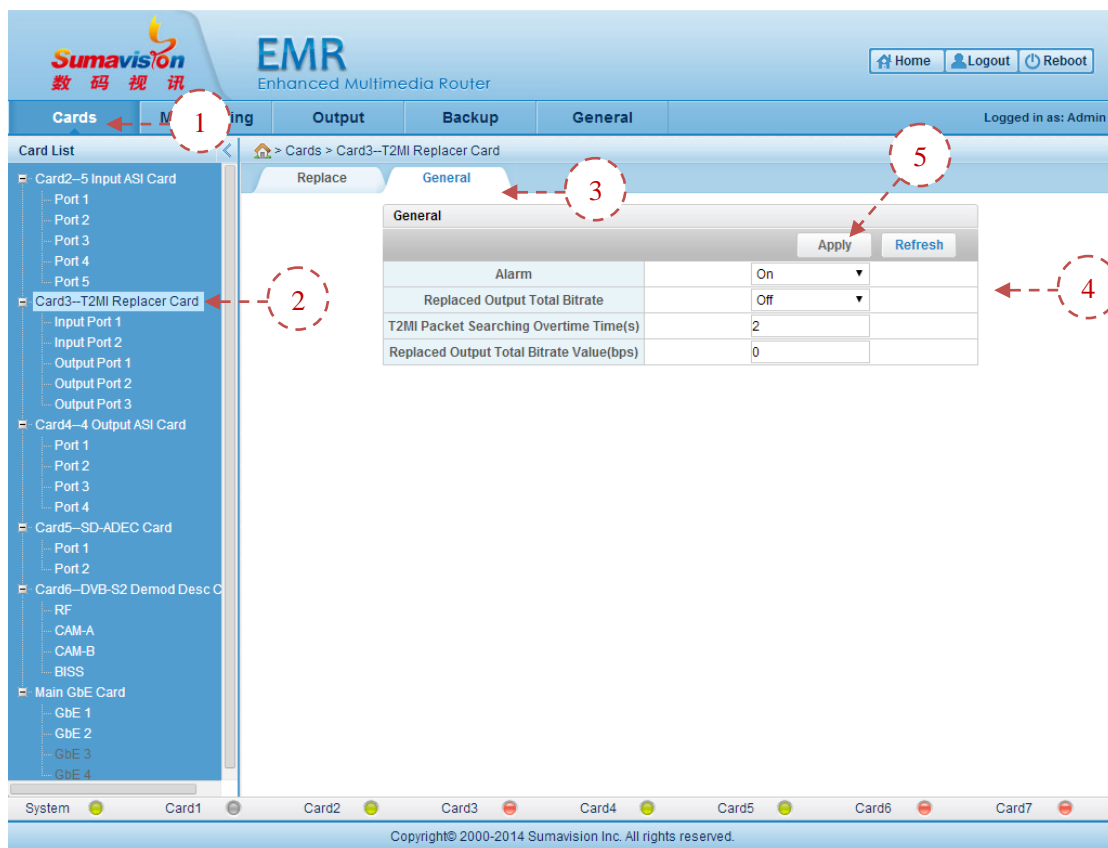 Sumavision
数码视讯
EMR
Enhanced Multimedia Router
Home
Logout
Reboot
Cards
1
Output
Backup
General
Logged in as: Admin
Card List
> Cards > Card3--T2MI Replacer Card
5
Replace
General
3
Card2--5 Input ASI Card
Port 1
Port 2
Port 3
Port 4
Port 5
Card3--T2MI Replacer Card
2
Input Port 1
Input Port 2
Output Port 1
Output Port 2
Output Port 3
Card4--4 Output ASI Card
Port 1
Port 2
Port 3
Port 4
Card5--SD-ADEC Card
Port 1
Port 2
Card6--DVB-S2 Demod Desc C
RF
CAM-A
CAM-B
BISS
Main GbE Card
GbE 1
GbE 2
GbE 3
GbE 4
General
Apply
Refresh
Alarm On
Replaced Output Total Bitrate Off
T2MI Packet Searching Overtime Time(s) 2
Replaced Output Total Bitrate Value(bps) 0
4
System Card1 Card2 Card3 Card4 Card5 Card6 Card7
Copyright© 2000-2014 Sumavision Inc. All rights reserved.